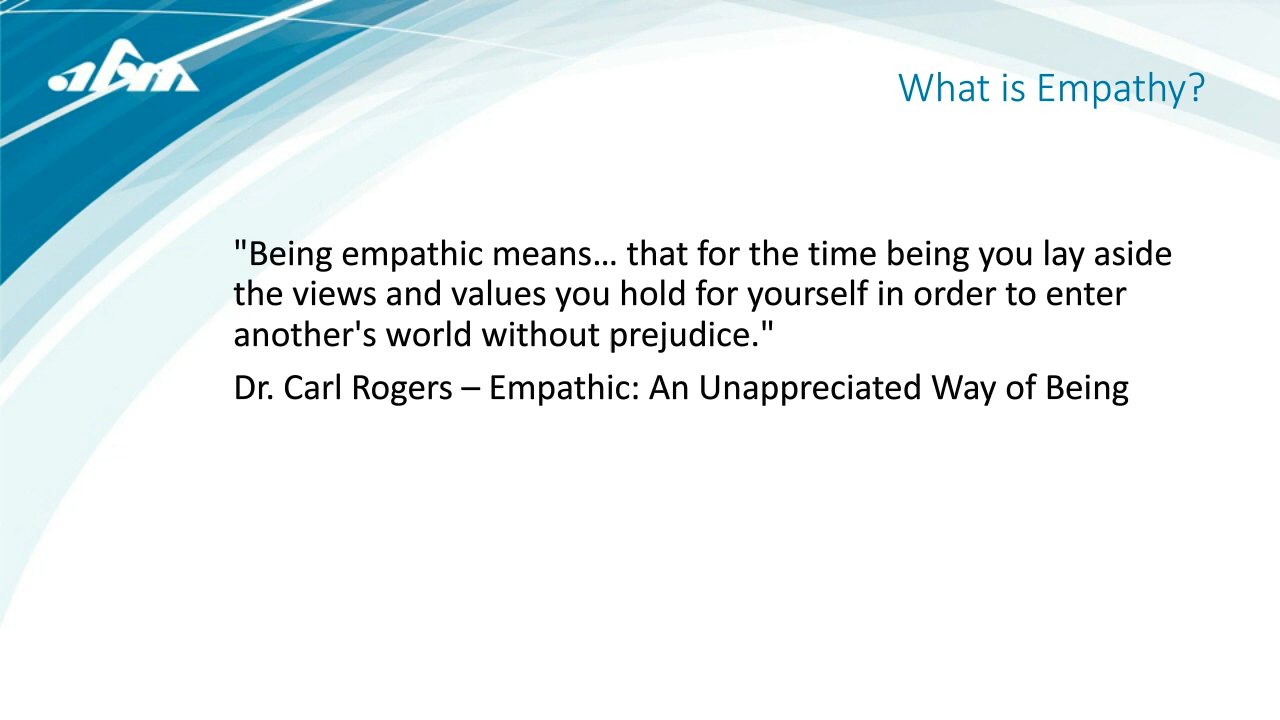 abm
What is Empathy?
"Being empathic means… that for the time being you lay aside
the views and values you hold for yourself in order to enter
another's world without prejudice."
Dr. Carl Rogers – Empathic: An Unappreciated Way of Being